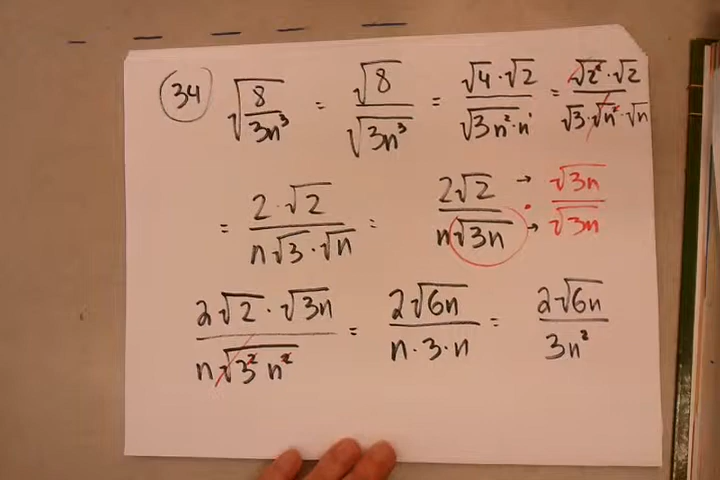 34 √(8/3n³) = √8/√(3n³) = √4·√2/√(3n²·n¹) = √2²·√2/√3·√n²·√n
= 2·√2/n√3·√n = 2√2/n√3n → · → √3n/√3n
2√2·√3n/n√(3²n²) = 2√6n/n·3·n = 2√6n/3n²